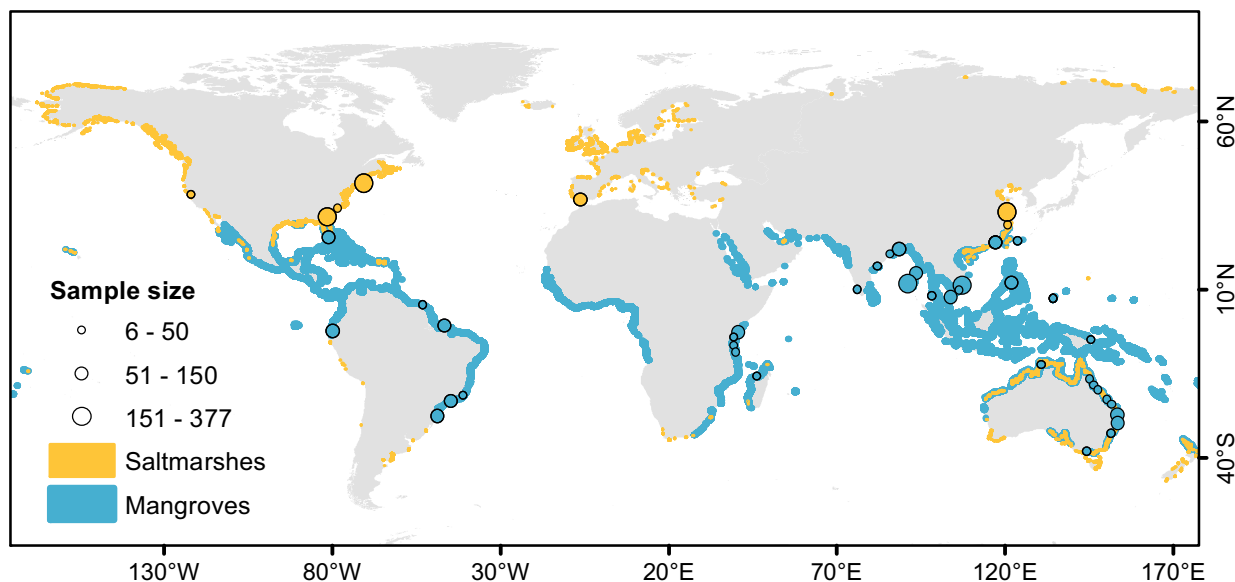 60°N
10°N
40°S
Sample size
6 - 50
51 - 150
151 - 377
Saltmarshes
Mangroves
130°W 80°W 30°W 20°E 70°E 120°E 170°E